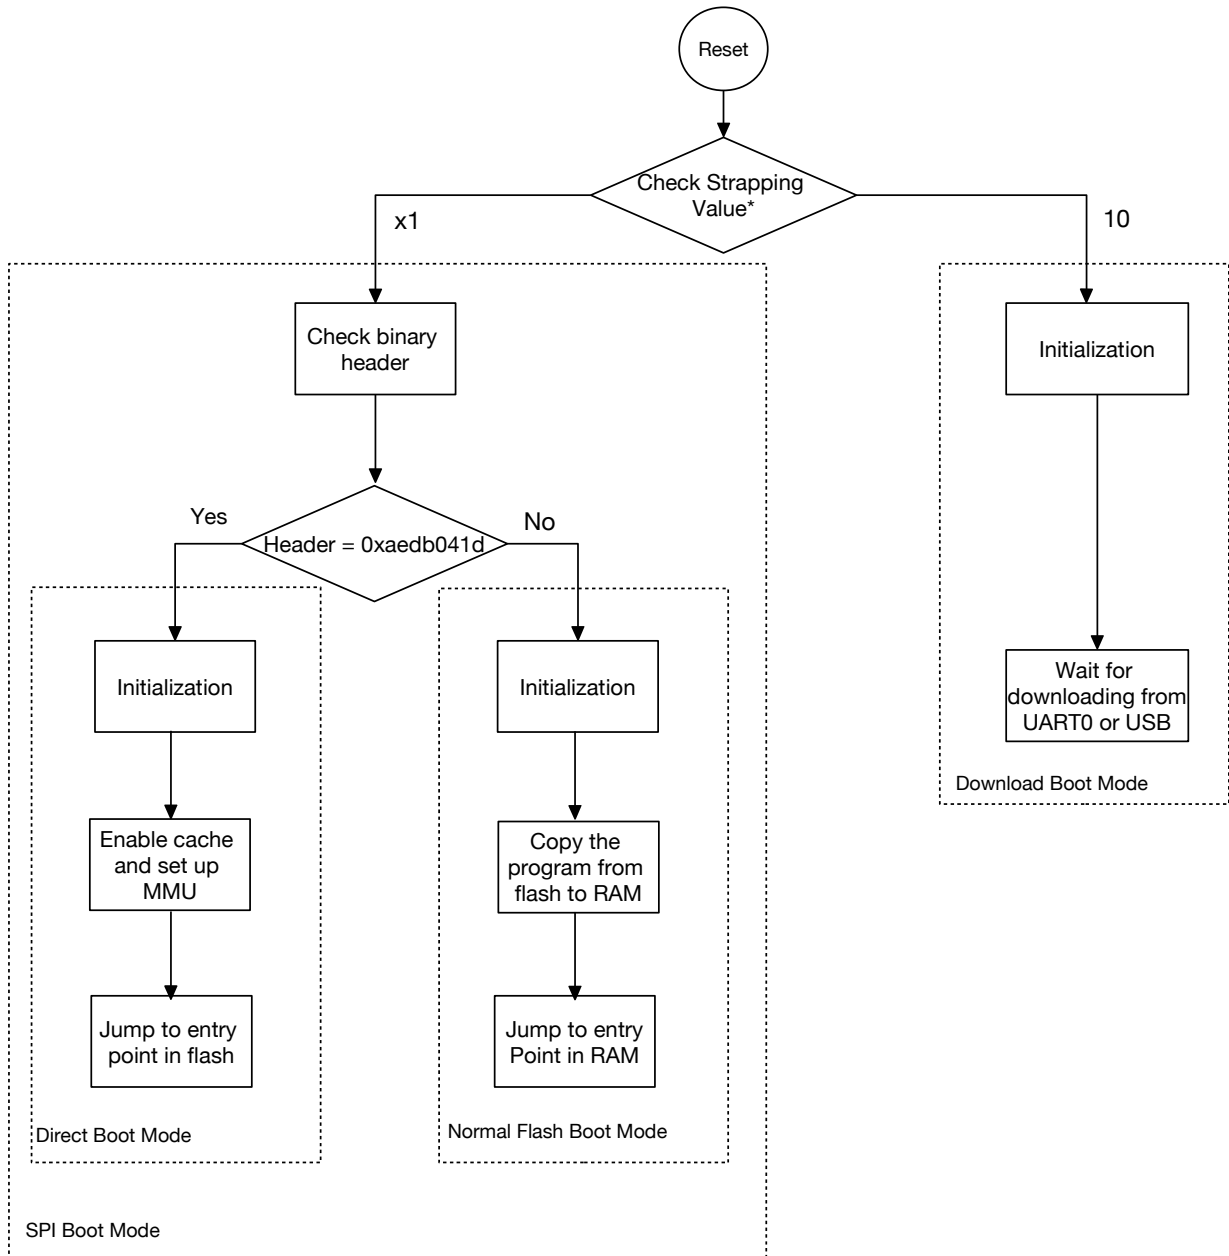 Reset
Check Strapping
Value*
x1
10
Check binary
header
Initialization
Yes
No
Header = 0xaedb041d
Initialization
Initialization
Wait for
downloading from
UART0 or USB
Download Boot Mode
Enable cache
and set up
MMU
Copy the
program from
flash to RAM
Jump to entry
point in flash
Jump to entry
Point in RAM
Direct Boot Mode
Normal Flash Boot Mode
SPI Boot Mode